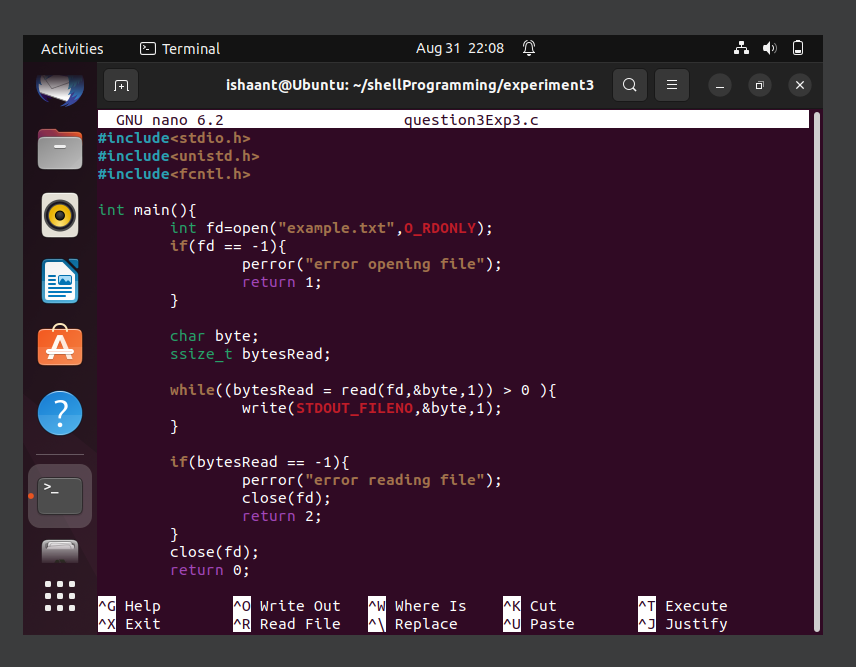 Activities Terminal Aug 31 22:08
ishaant@Ubuntu: ~/shellProgramming/experiment3
GNU nano 6.2 question3Exp3.c
#include<stdio.h>
#include<unistd.h>
#include<fcntl.h>
int main(){
int fd=open("example.txt",O_RDONLY);
if(fd == -1){
perror("error opening file");
return 1;
}
char byte;
ssize_t bytesRead;
while((bytesRead = read(fd,&byte,1)) > 0 ){
write(STDOUT_FILENO,&byte,1);
}
if(bytesRead == -1){
perror("error reading file");
close(fd);
return 2;
}
close(fd);
return 0;
^G Help ^O Write Out ^W Where Is ^K Cut ^T Execute
^X Exit ^R Read File ^\ Replace ^U Paste ^J Justify